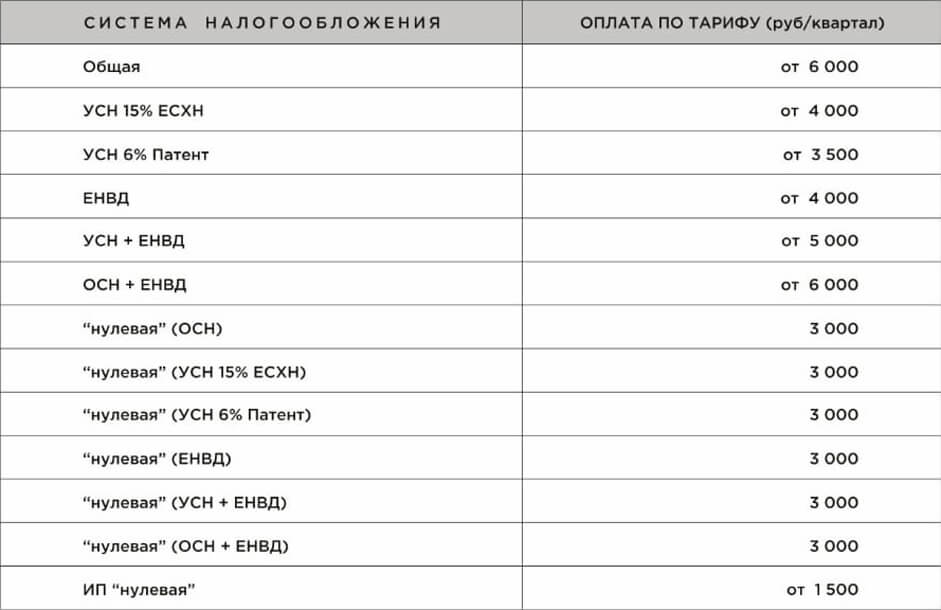 СИСТЕМА НАЛОГООБЛОЖЕНИЯ ОПЛАТА ПО ТАРИФУ (руб/квартал)
Общая от 6 000
УСН 15% ЕСХН от 4 000
УСН 6% Патент от 3 500
ЕНВД от 4 000
УСН + ЕНВД от 5 000
ОСН + ЕНВД от 6 000
“нулевая” (ОСН) 3 000
“нулевая” (УСН 15% ЕСХН) 3 000
“нулевая” (УСН 6% Патент) 3 000
“нулевая” (ЕНВД) 3 000
“нулевая” (УСН + ЕНВД) 3 000
“нулевая” (ОСН + ЕНВД) 3 000
ИП “нулевая” от 1 500